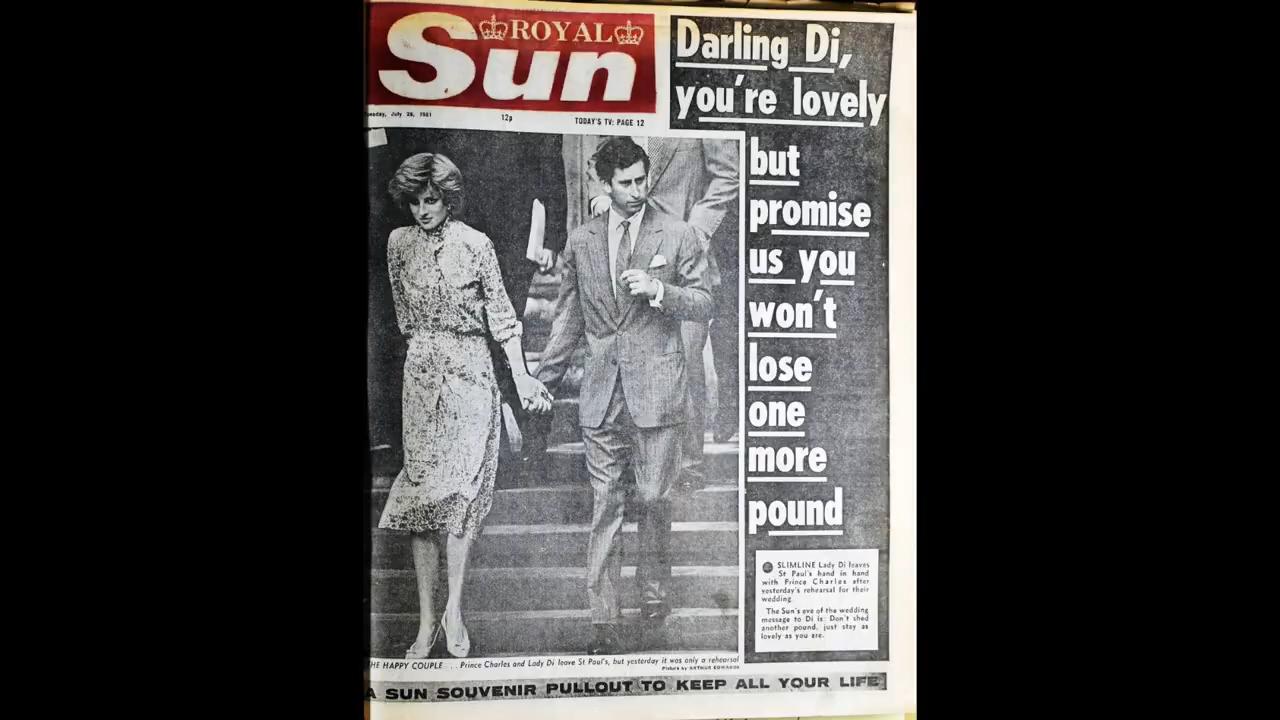 ROYAL
Sun
July 28, 1981
12p
TODAY'S TV: PAGE 12
Darling Di,
you're lovely
but
promise
us you
won't
lose
one
more
pound
SLIMLINE Lady Di leaves
St Paul's hand in hand
with Prince Charles after
yesterday's rehearsal for their
wedding.
The Sun's eve of the wedding
message to Di is: Don't shed
another pound, just stay as
lovely as you are.
HE HAPPY COUPLE . . . Prince Charles and Lady Di leave St Paul's, but yesterday it was only a rehearsal
Picture by ARTHUR EDWARDS
A SUN SOUVENIR PULLOUT TO KEEP ALL YOUR LIFE